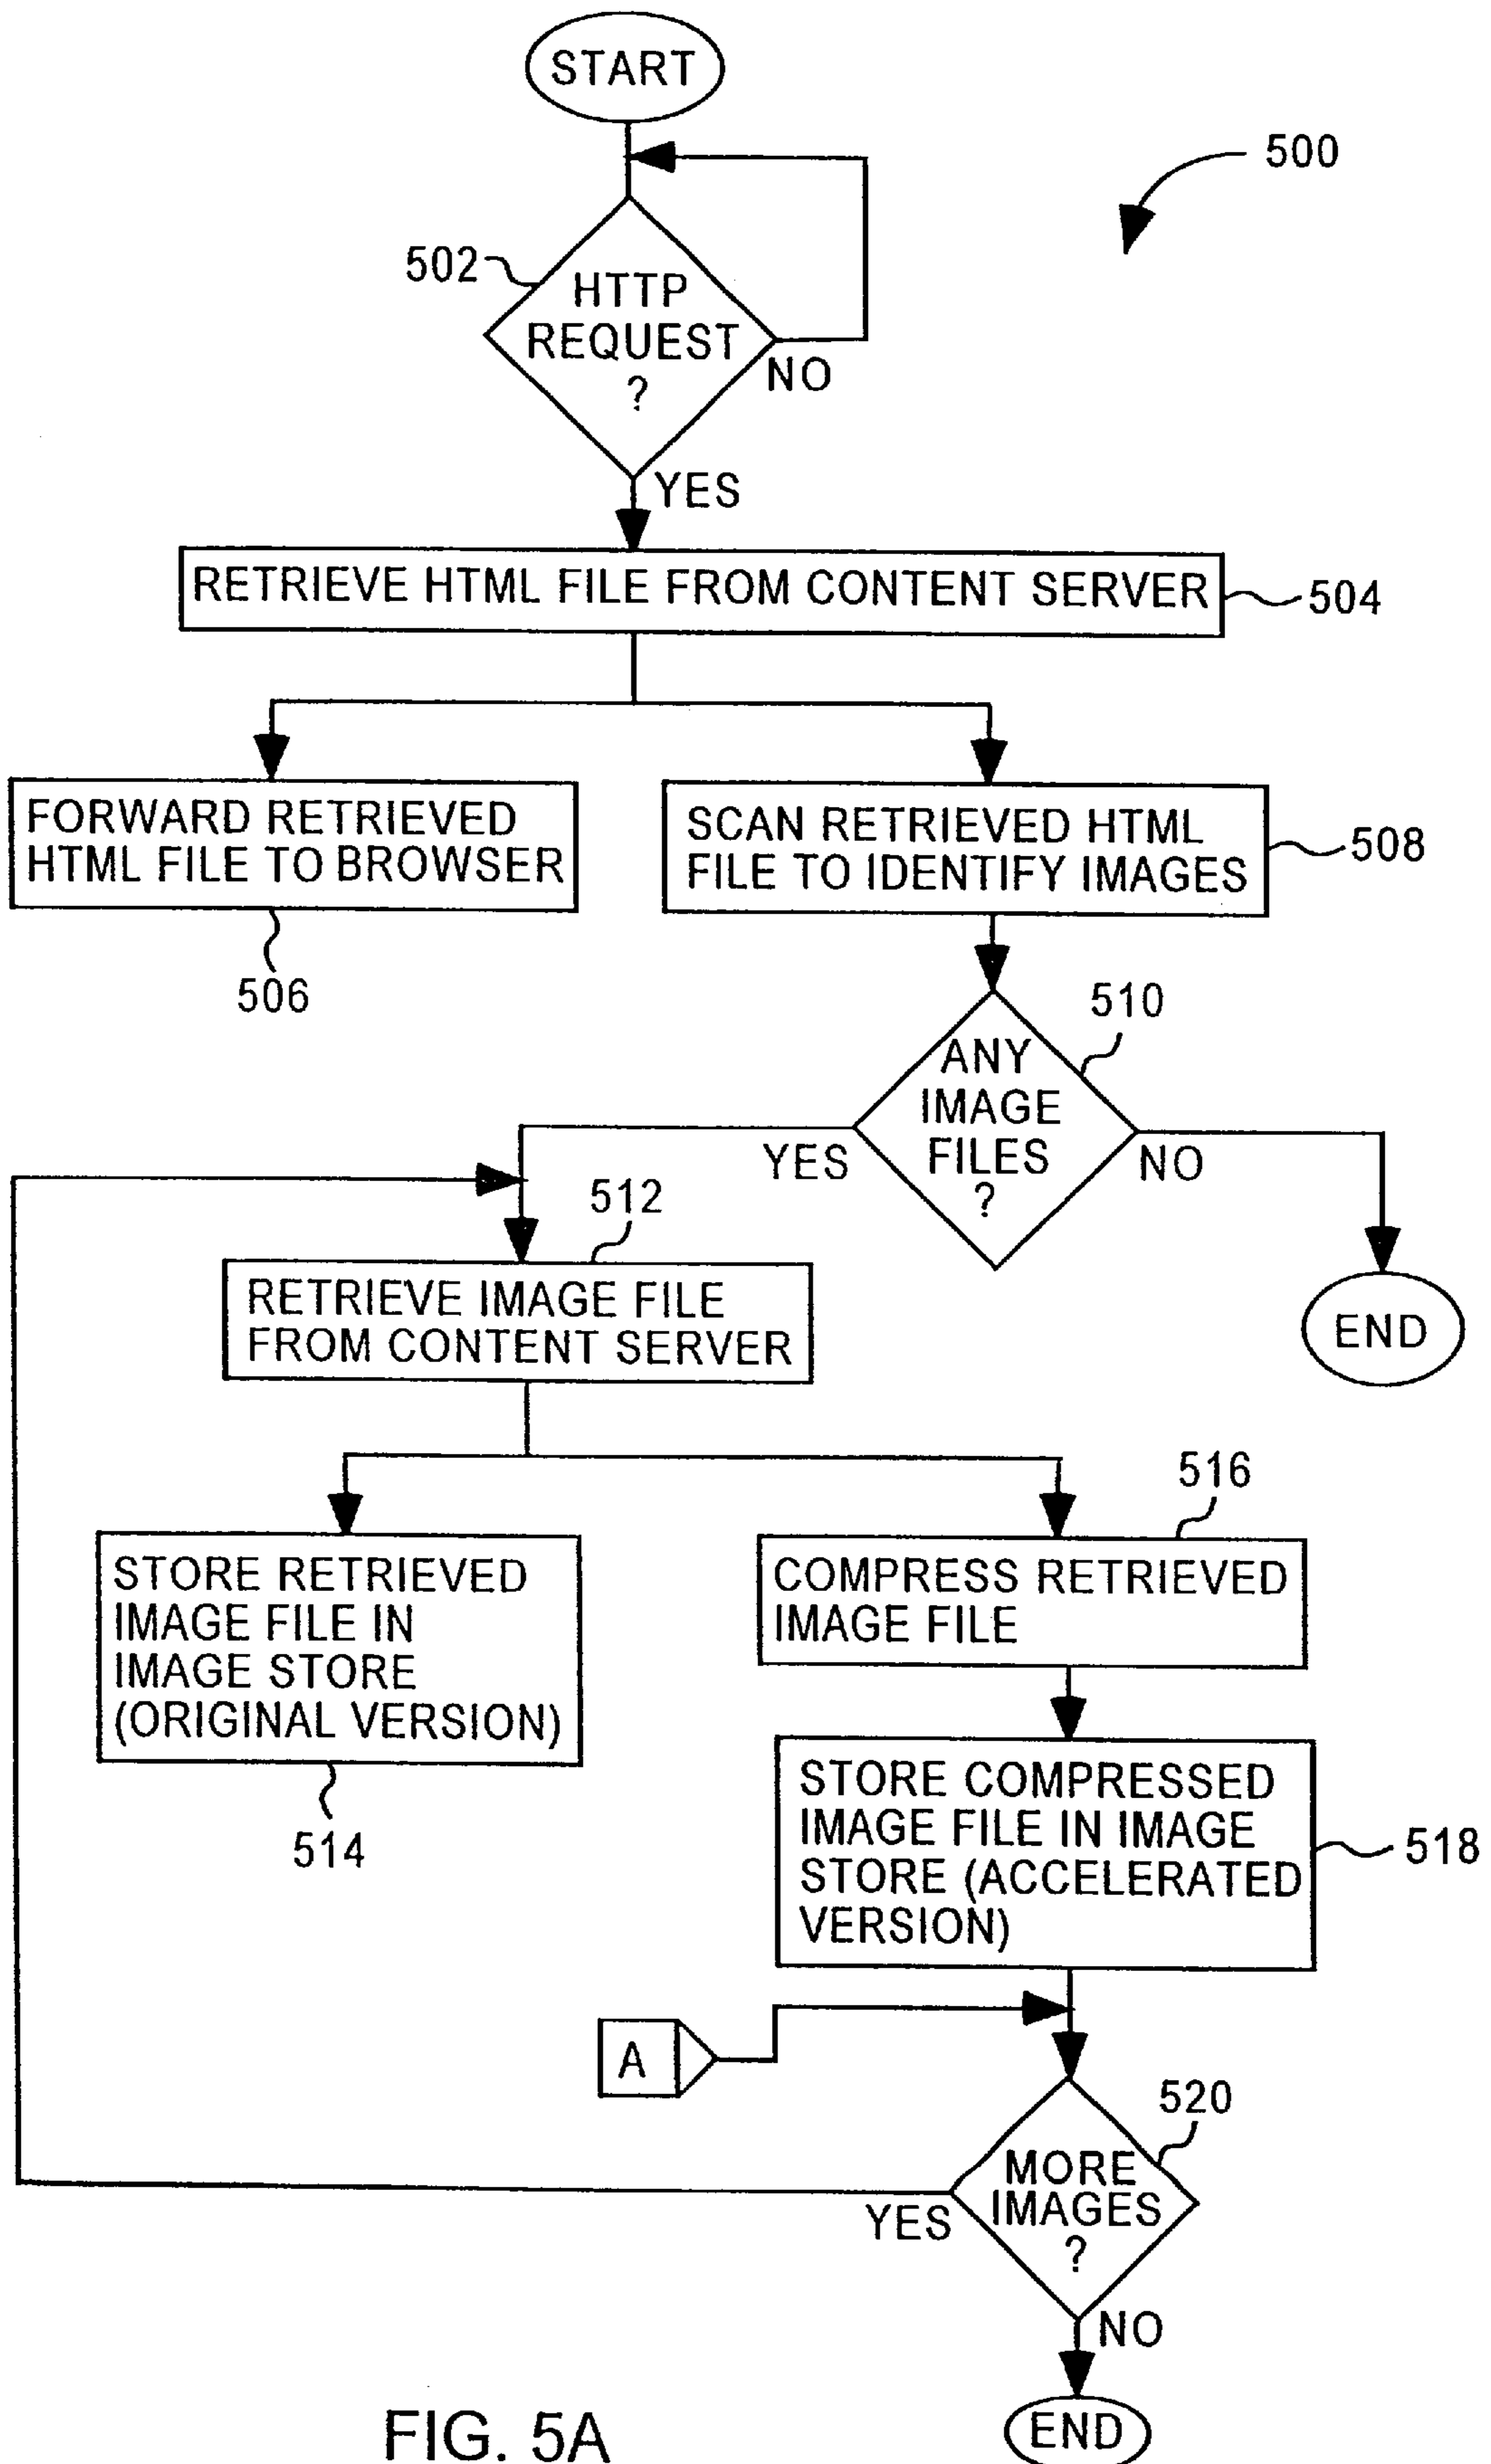 START
500
502
HTTP
REQUEST
?
NO
YES
RETRIEVE HTML FILE FROM CONTENT SERVER
504
FORWARD RETRIEVED
HTML FILE TO BROWSER
506
SCAN RETRIEVED HTML
FILE TO IDENTIFY IMAGES
508
510
ANY
IMAGE
FILES
?
YES
NO
END
512
RETRIEVE IMAGE FILE
FROM CONTENT SERVER
STORE RETRIEVED
IMAGE FILE IN
IMAGE STORE
(ORIGINAL VERSION)
514
516
COMPRESS RETRIEVED
IMAGE FILE
STORE COMPRESSED
IMAGE FILE IN IMAGE
STORE (ACCELERATED
VERSION)
518
A
520
MORE
IMAGES
?
YES
NO
END
FIG. 5A